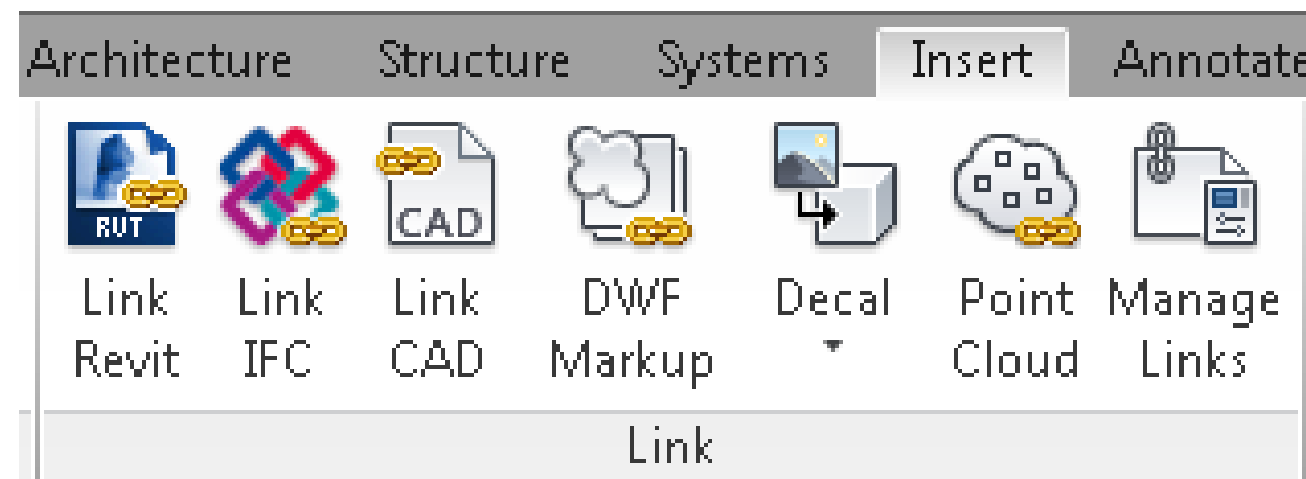 Architecture Structure Systems Insert Annotate
RVT
CAD
Link Link Link DWF Decal Point Manage
Revit IFC CAD Markup Cloud Links
Link